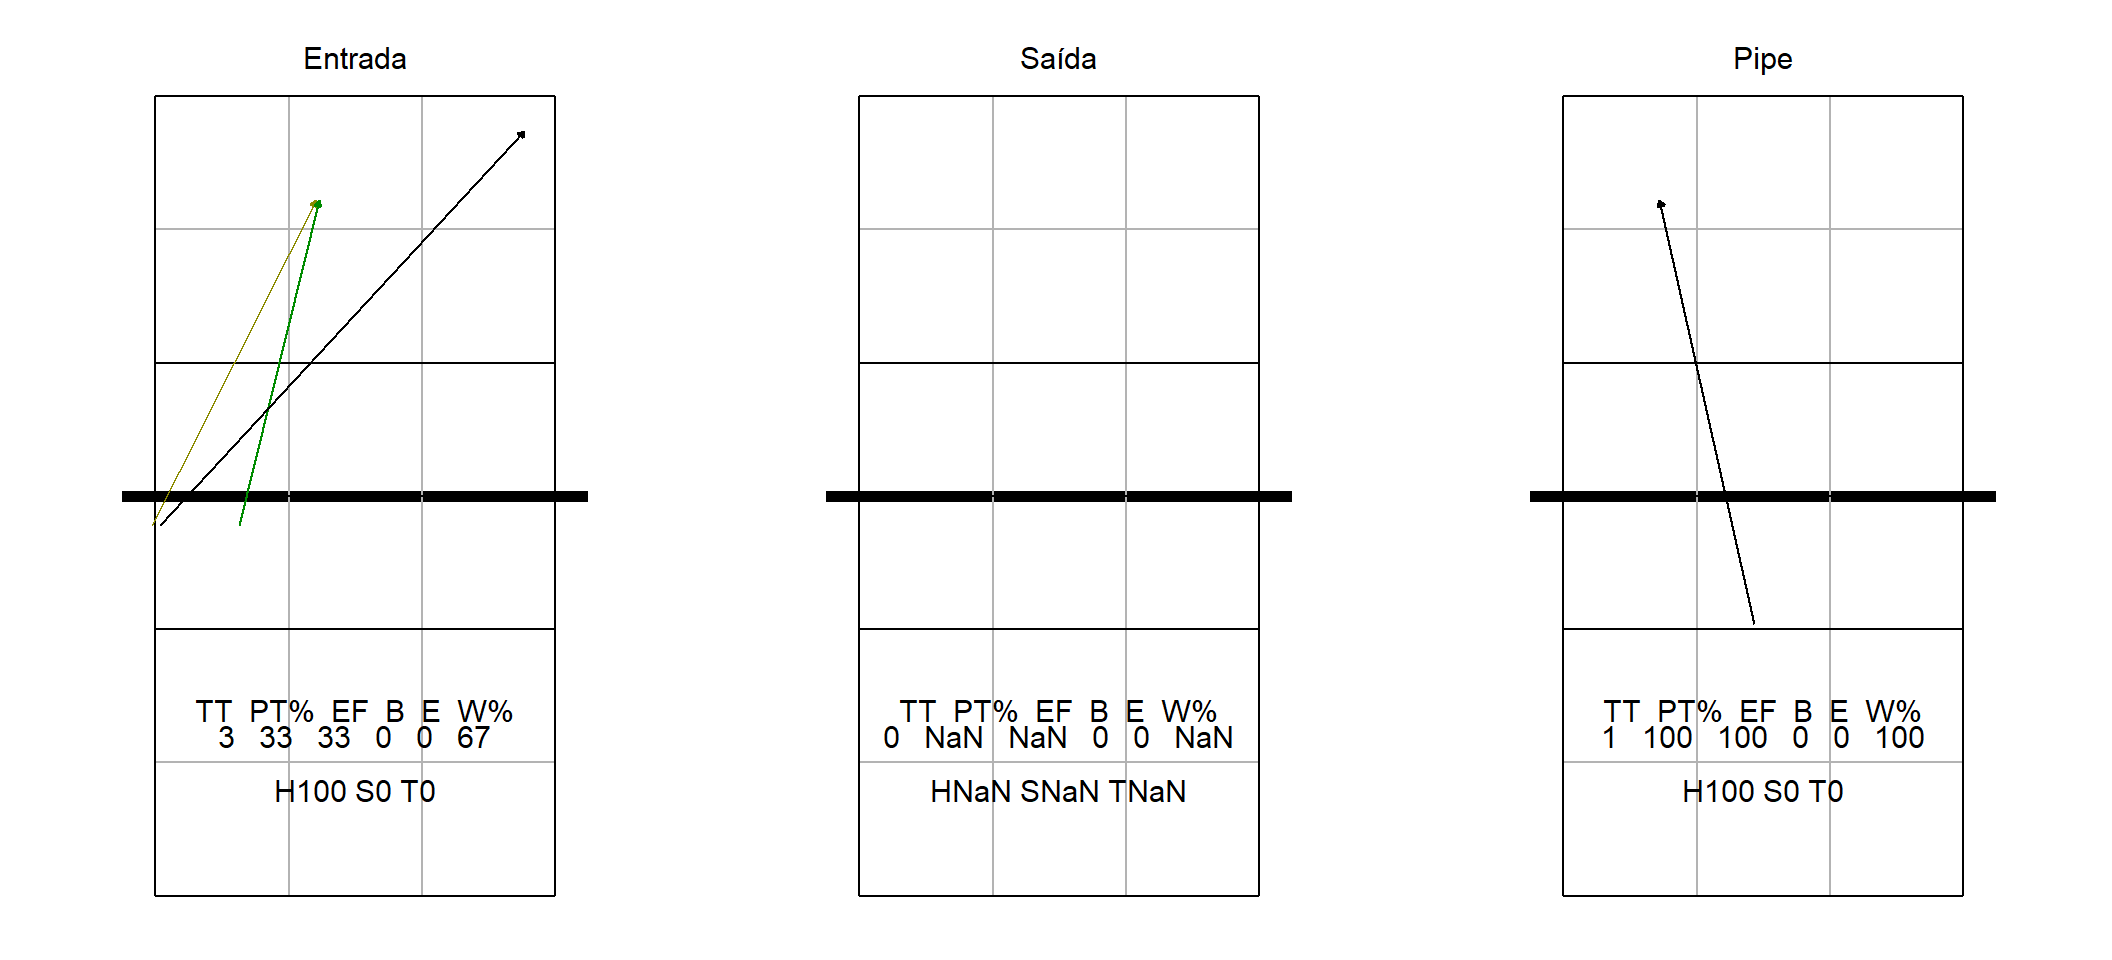 Entrada
TT PT% EF B E W%
3 33 33 0 0 67
H100 S0 T0
Saída
TT PT% EF B E W%
0 NaN NaN 0 0 NaN
HNaN SNaN TNaN
Pipe
TT PT% EF B E W%
1 100 100 0 0 100
H100 S0 T0